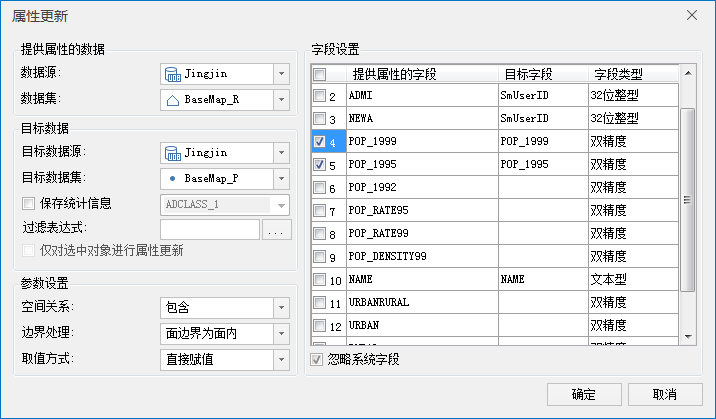 属性更新
提供属性的数据
数据源: Jingjin
数据集: BaseMap_R
目标数据
目标数据源: Jingjin
目标数据集: BaseMap_P
保存统计信息 ADCLASS_1
过滤表达式: ...
仅对选中对象进行属性更新
参数设置
空间关系: 包含
边界处理: 面边界为面内
取值方式: 直接赋值
字段设置
提供属性的字段 目标字段 字段类型
2 ADMI SmUserID 32位整型
3 NEWA SmUserID 32位整型
4 POP_1999 POP_1999 双精度
5 POP_1995 POP_1995 双精度
6 POP_1992 双精度
7 POP_RATE95 双精度
8 POP_RATE99 双精度
9 POP_DENSITY99 双精度
10 NAME NAME 文本型
11 URBANRURAL 双精度
12 URBAN 双精度
忽略系统字段
确定 取消